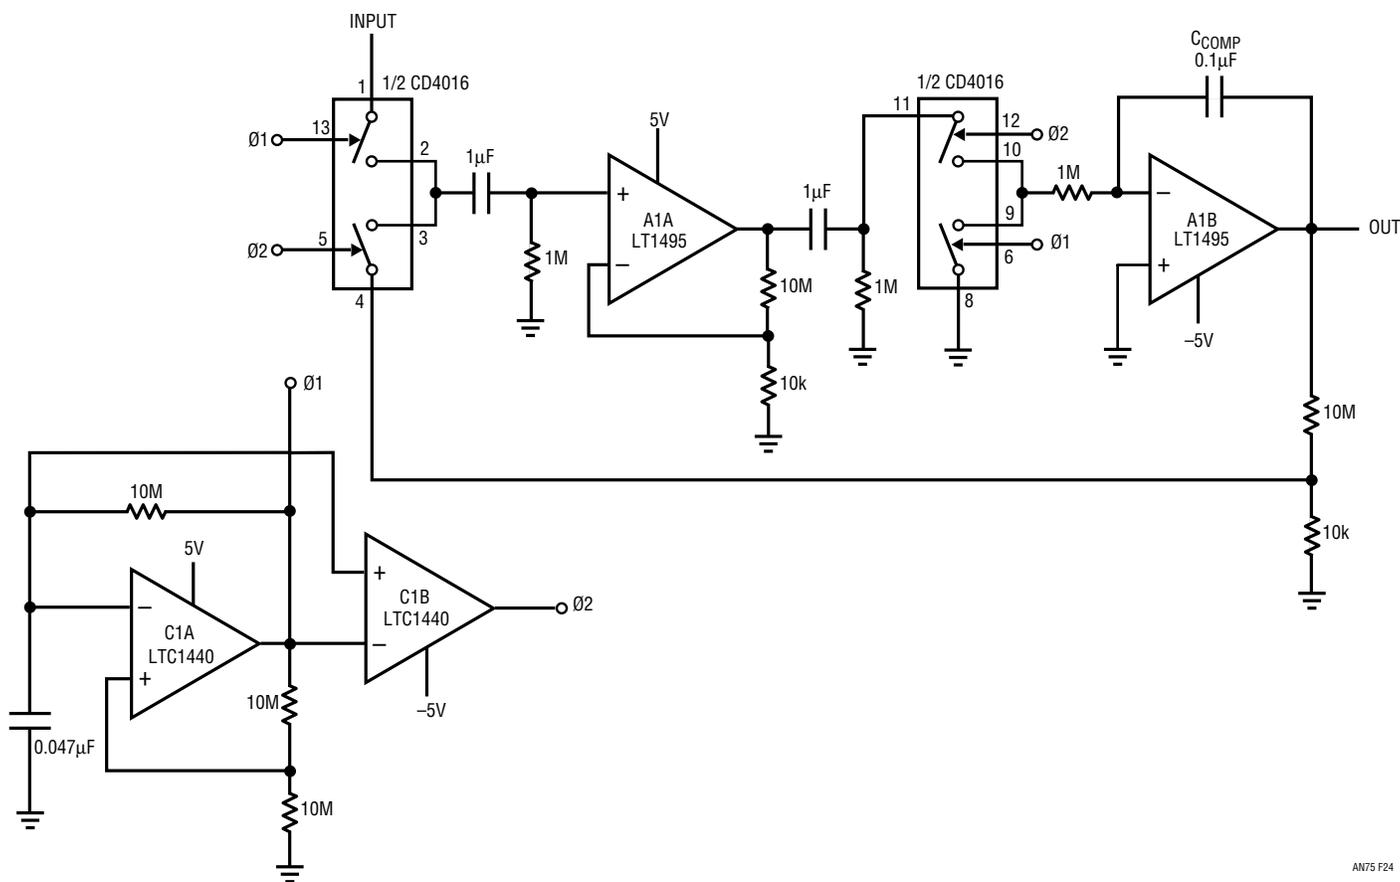 INPUT
1
1/2 CD4016
Ø1
13
2
Ø2
5
3
4
1µF
1M
5V
+
A1A
LT1495
–
10M
10k
1µF
1M
1/2 CD4016
11
12
Ø2
10
9
Ø1
6
8
1M
CCOMP
0.1µF
–
A1B
LT1495
+
–5V
OUT
10M
10k
Ø1
10M
5V
–
C1A
LTC1440
+
0.047µF
10M
10M
+
C1B
LTC1440
–
–5V
Ø2
AN75 F24